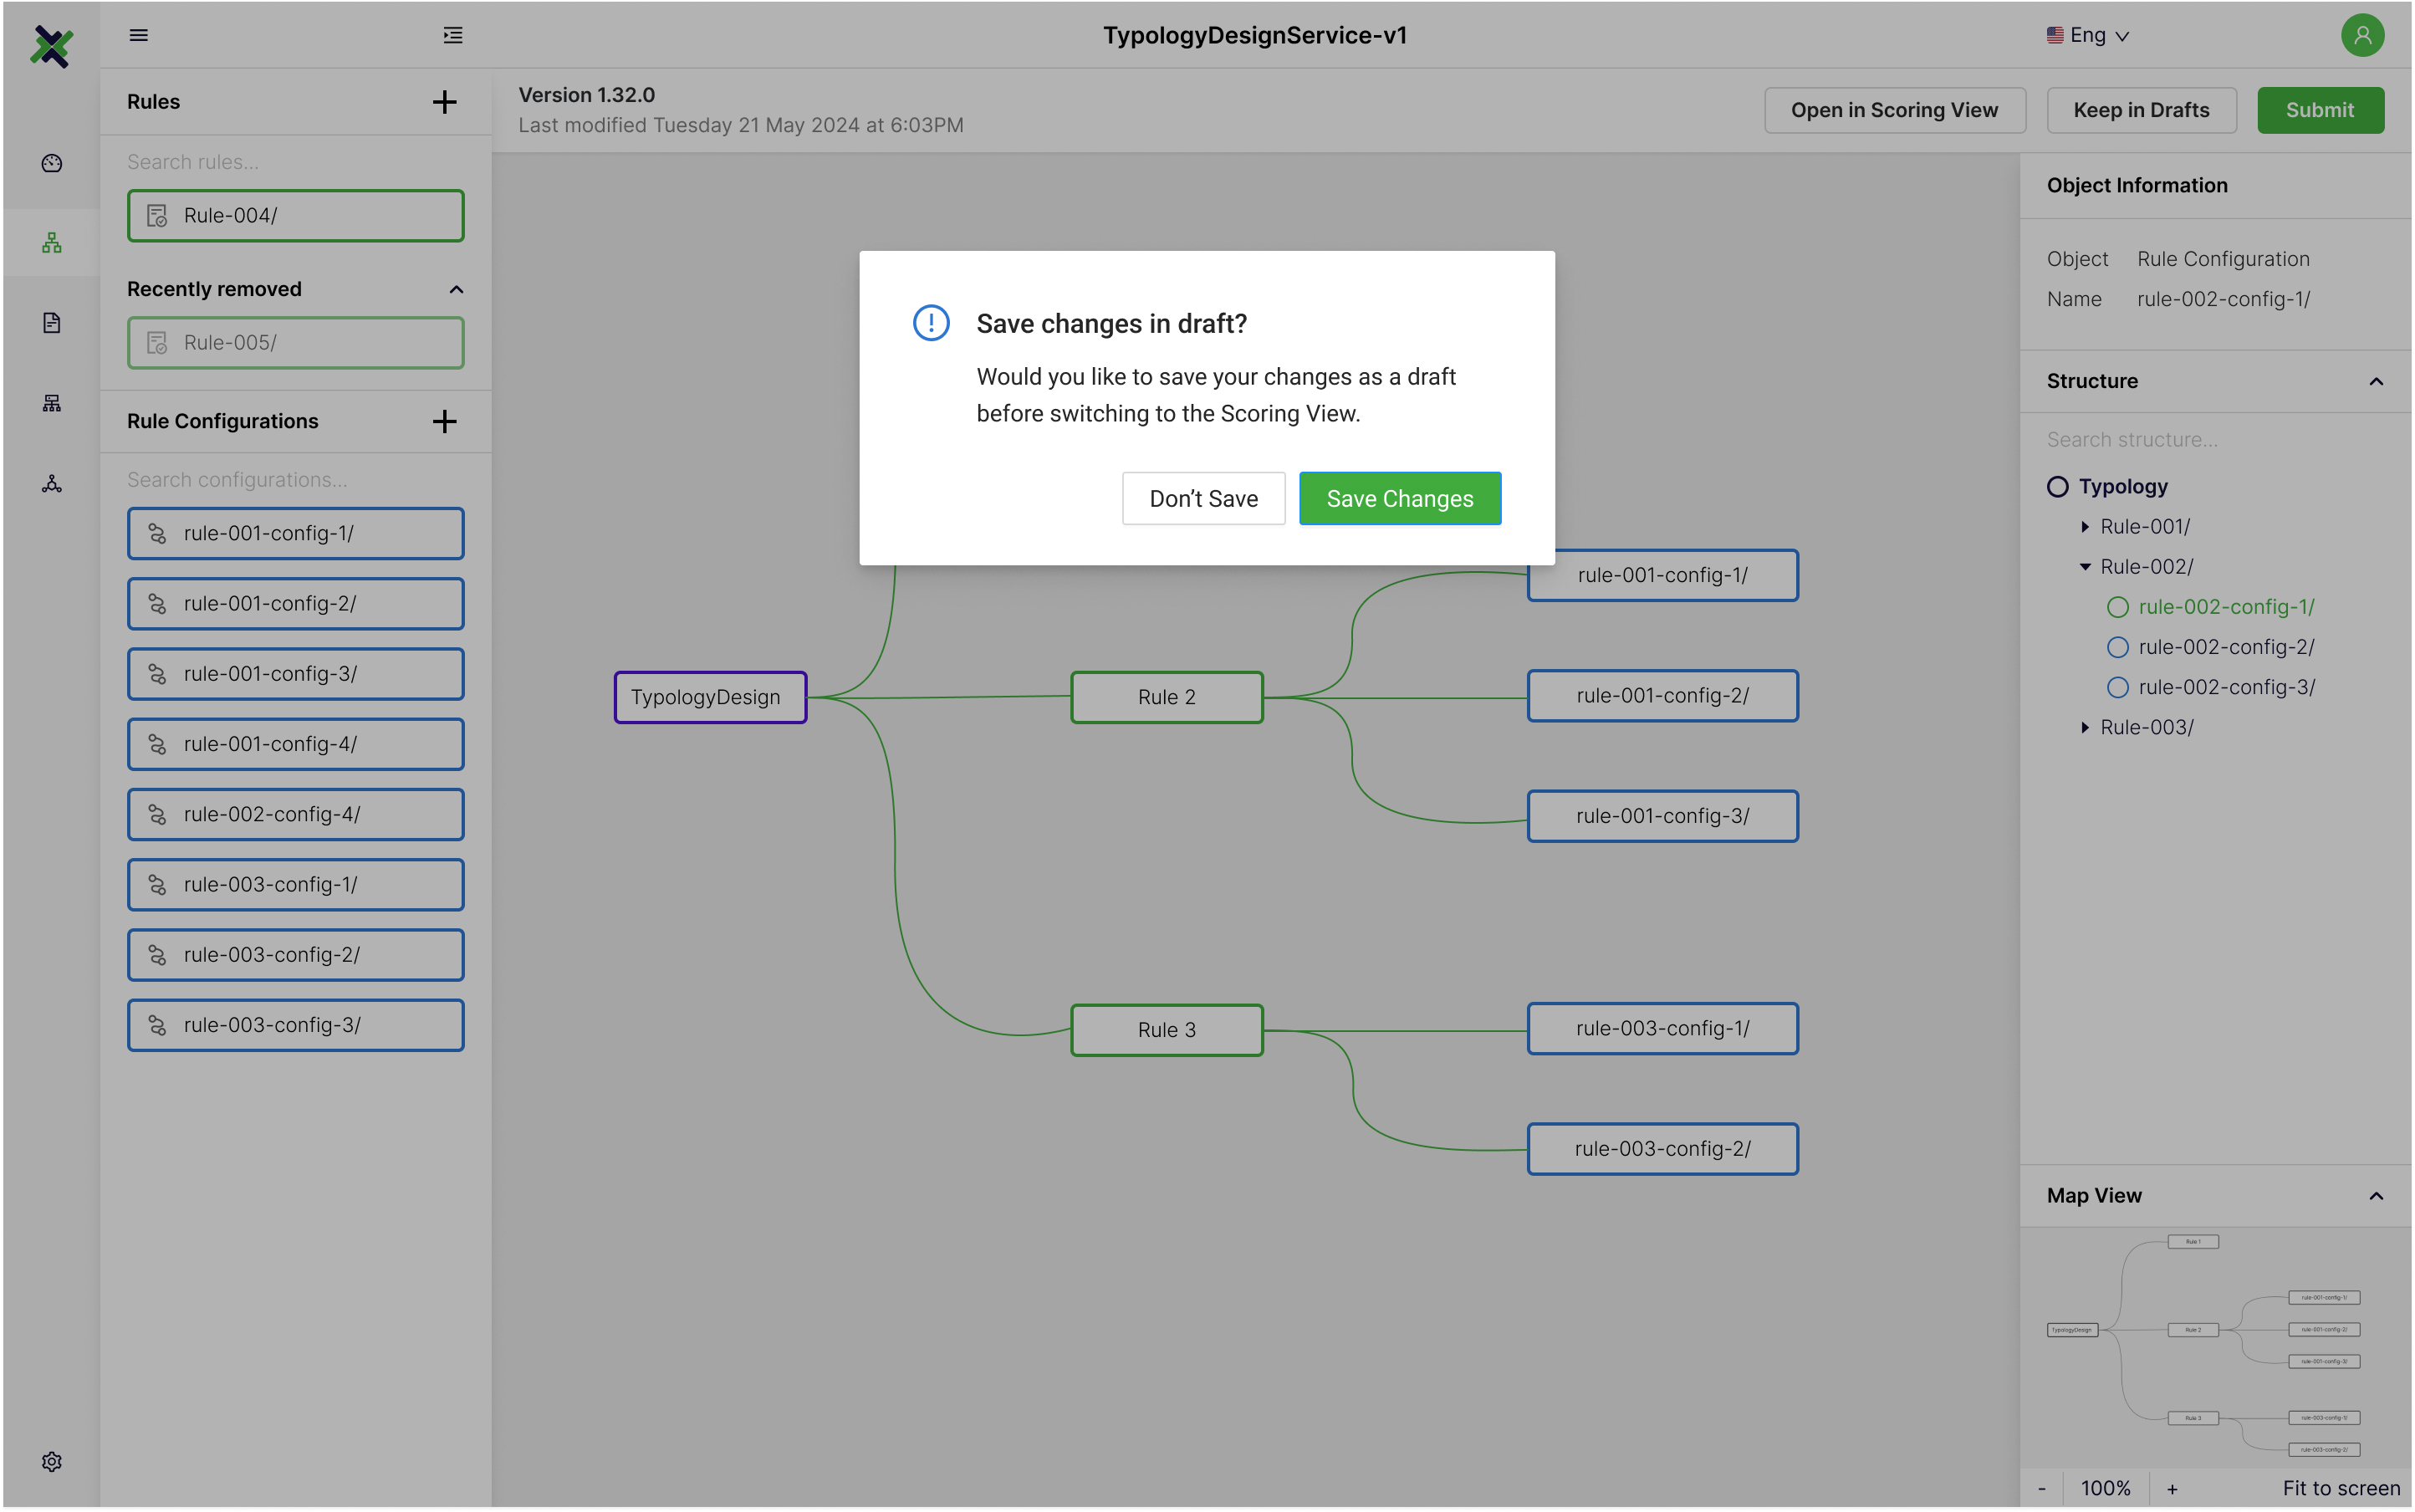 TypologyDesignService-v1
Eng
Rules
Search rules...
Rule-004/
Recently removed
Rule-005/
Rule Configurations
Search configurations...
rule-001-config-1/
rule-001-config-2/
rule-001-config-3/
rule-001-config-4/
rule-002-config-4/
rule-003-config-1/
rule-003-config-2/
rule-003-config-3/
Version 1.32.0
Last modified Tuesday 21 May 2024 at 6:03PM
Open in Scoring View
Keep in Drafts
Submit
Save changes in draft?
Would you like to save your changes as a draft
before switching to the Scoring View.
Don’t Save
Save Changes
TypologyDesign
Rule 2
rule-001-config-1/
rule-001-config-2/
rule-001-config-3/
Rule 3
rule-003-config-1/
rule-003-config-2/
Object Information
Object Rule Configuration
Name rule-002-config-1/
Structure
Search structure...
Typology
Rule-001/
Rule-002/
rule-002-config-1/
rule-002-config-2/
rule-002-config-3/
Rule-003/
Map View
Rule 1
rule-001-config-1/
TypologyDesign
Rule 2
rule-001-config-2/
rule-001-config-3/
Rule 3
rule-003-config-1/
rule-003-config-2/
- 100% +
Fit to screen